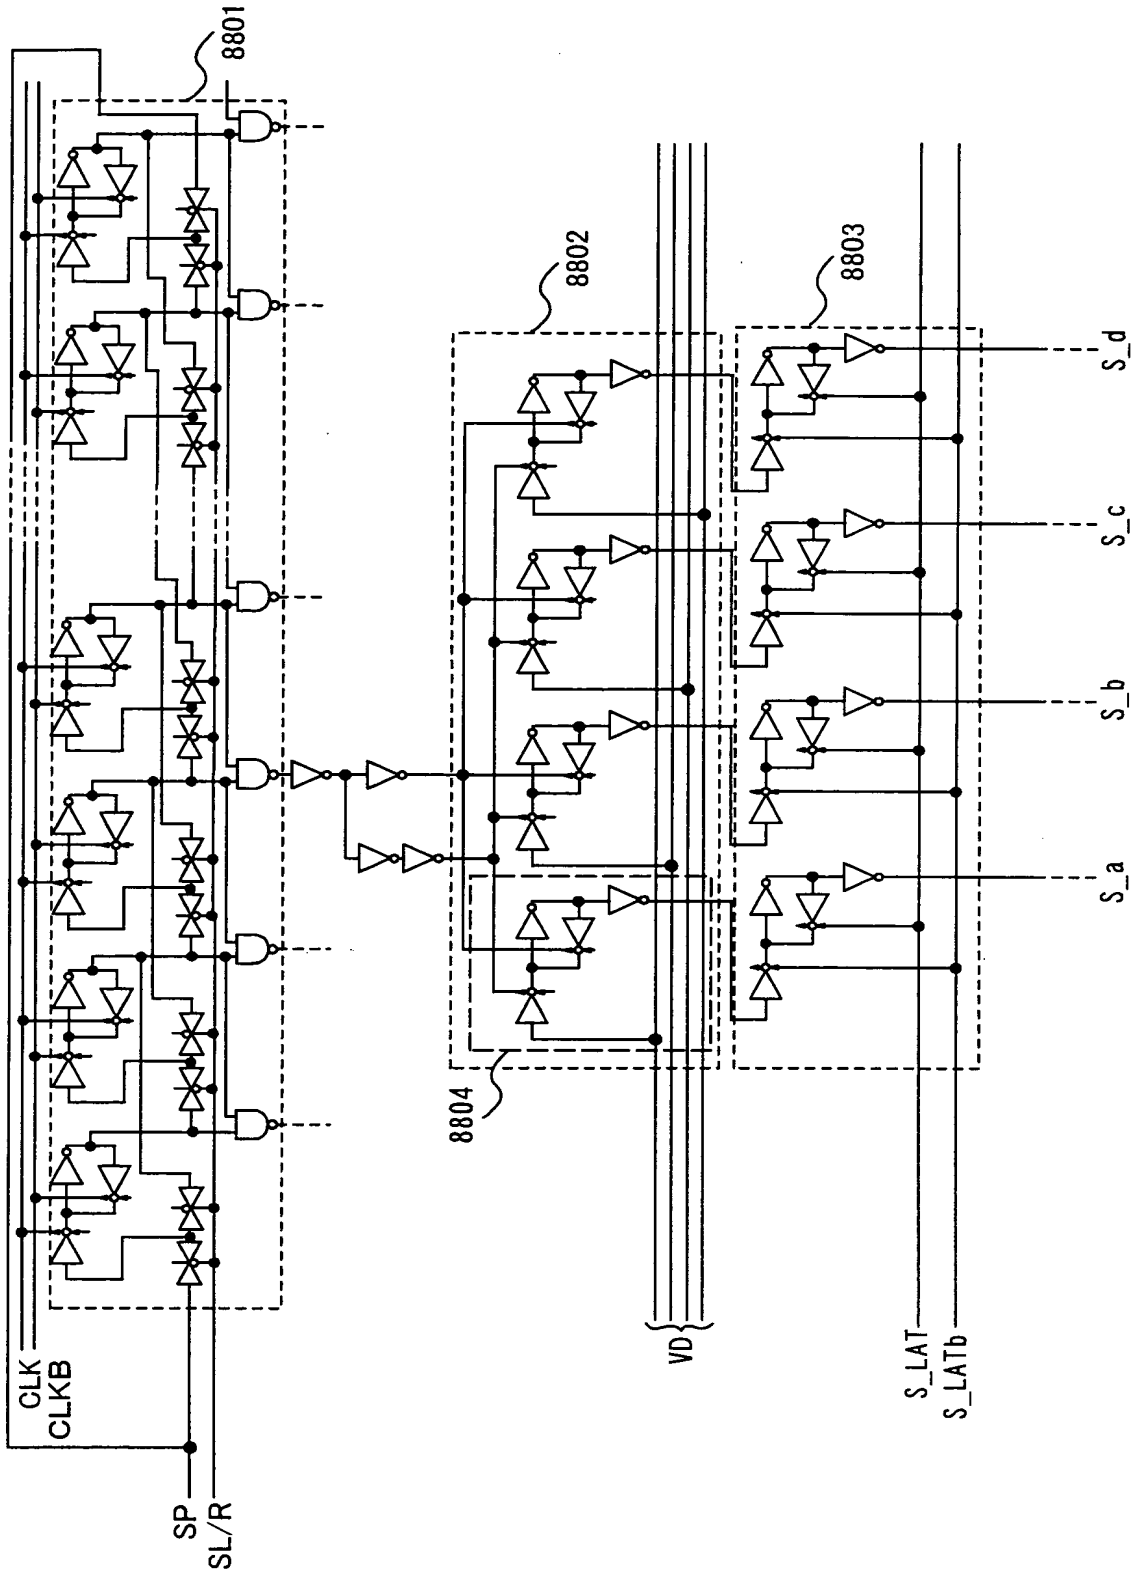 8801
8802
8803
8804
CLK
CLKB
SP
SL/R
VD
S_LAT
S_LATb
S_a
S_b
S_c
S_d